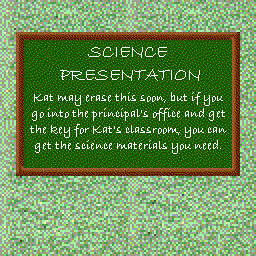 SCIENCE
PRESENTATION
Kat may erase this soon, but if you
go into the principal's office and get
the key for Kat's classroom, you can
get the science materials you need.